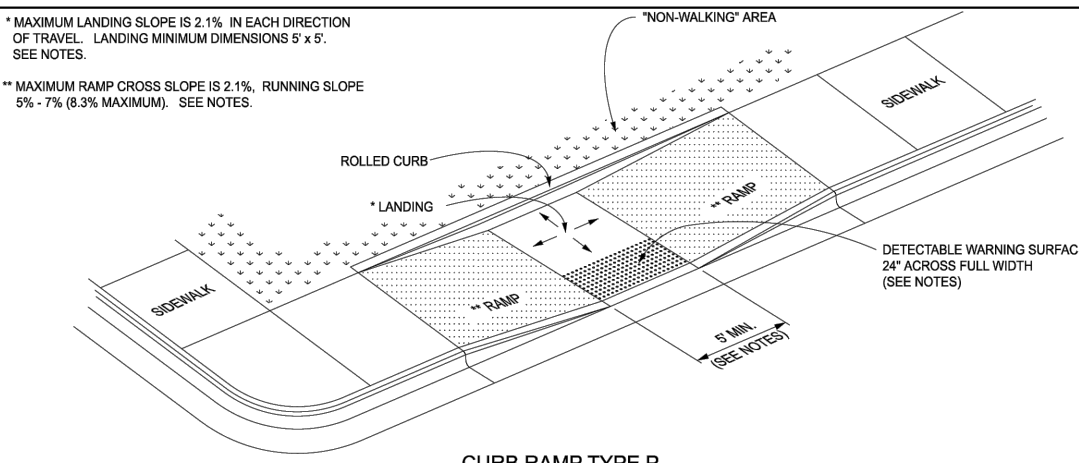 * MAXIMUM LANDING SLOPE IS 2.1% IN EACH DIRECTION
OF TRAVEL. LANDING MINIMUM DIMENSIONS 5' x 5'.
SEE NOTES.
** MAXIMUM RAMP CROSS SLOPE IS 2.1%, RUNNING SLOPE
5% - 7% (8.3% MAXIMUM). SEE NOTES.
"NON-WALKING" AREA
SIDEWALK
ROLLED CURB
** RAMP
* LANDING
DETECTABLE WARNING SURFAC
24" ACROSS FULL WIDTH
(SEE NOTES)
SIDEWALK
** RAMP
5' MIN.
(SEE NOTES)